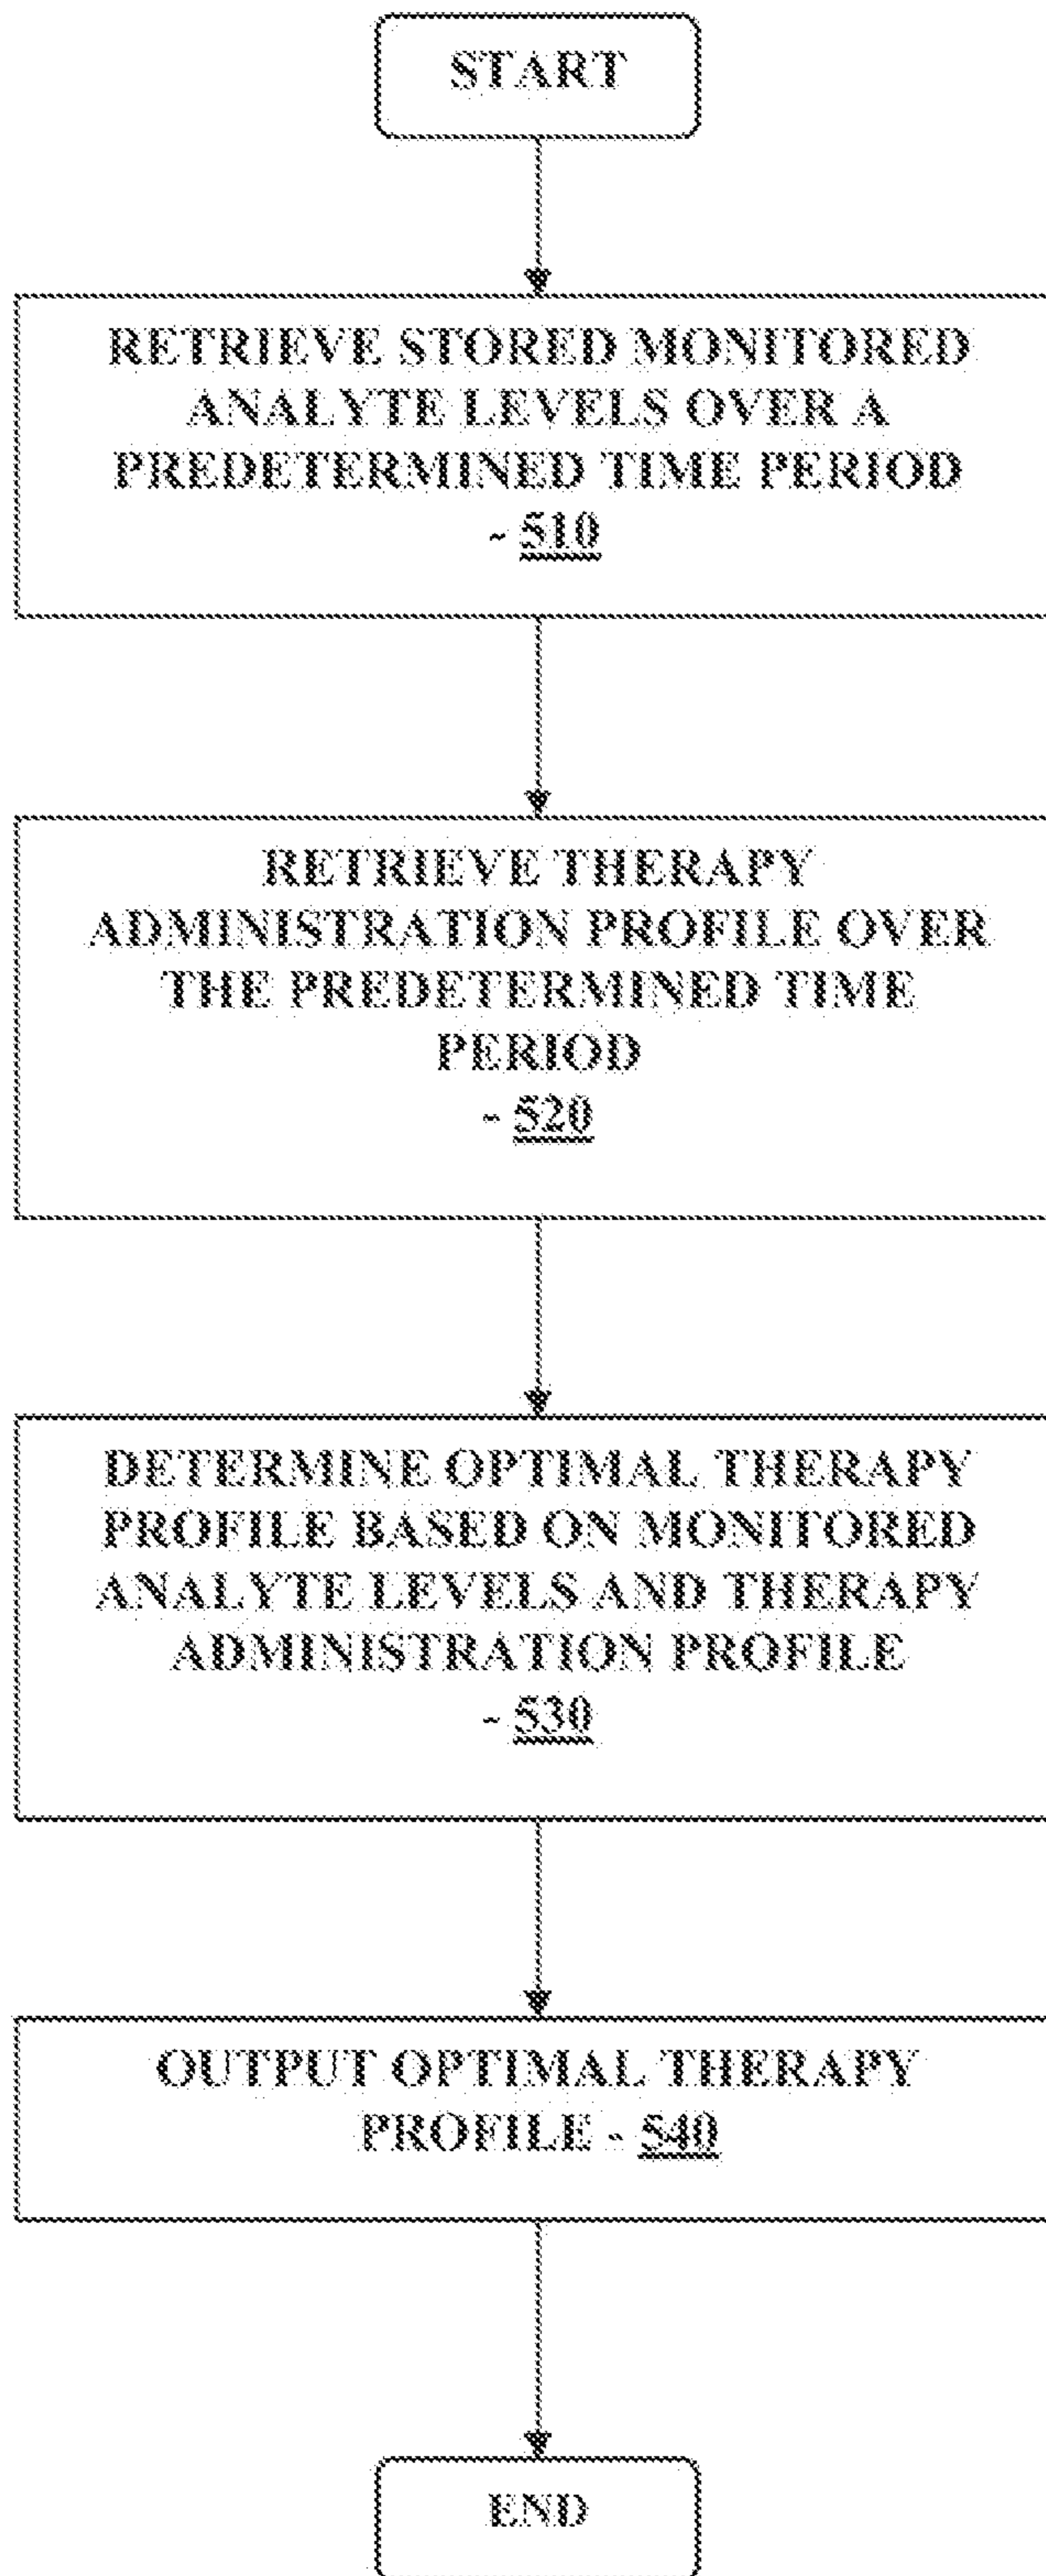 START
RETRIEVE STORED MONITORED
ANALYTE LEVELS OVER A
PREDETERMINED TIME PERIOD
- 510
RETRIEVE THERAPY
ADMINISTRATION PROFILE OVER
THE PREDETERMINED TIME
PERIOD
- 520
DETERMINE OPTIMAL THERAPY
PROFILE BASED ON MONITORED
ANALYTE LEVELS AND THERAPY
ADMINISTRATION PROFILE
- 530
OUTPUT OPTIMAL THERAPY
PROFILE - 540
END